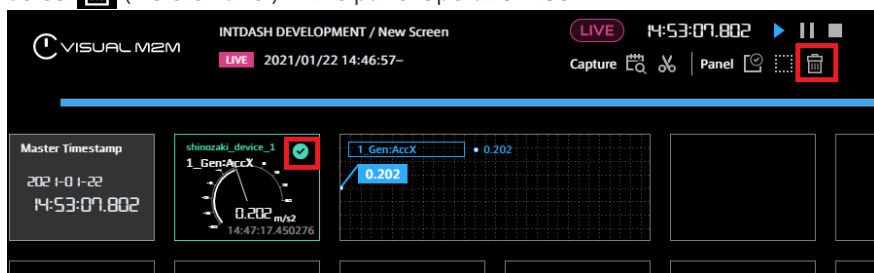 VISUAL M2M
INTDASH DEVELOPMENT / New Screen
LIVE 2021/01/22 14:46:57–
LIVE 14:53:07.802
Capture | Panel
Master Timestamp
2021-01-22
14:53:07.802
shinozaki_device_1
1_Gen:AccX
0.202 m/s2
14:47:17.450276
1_Gen:AccX 0.202
0.202